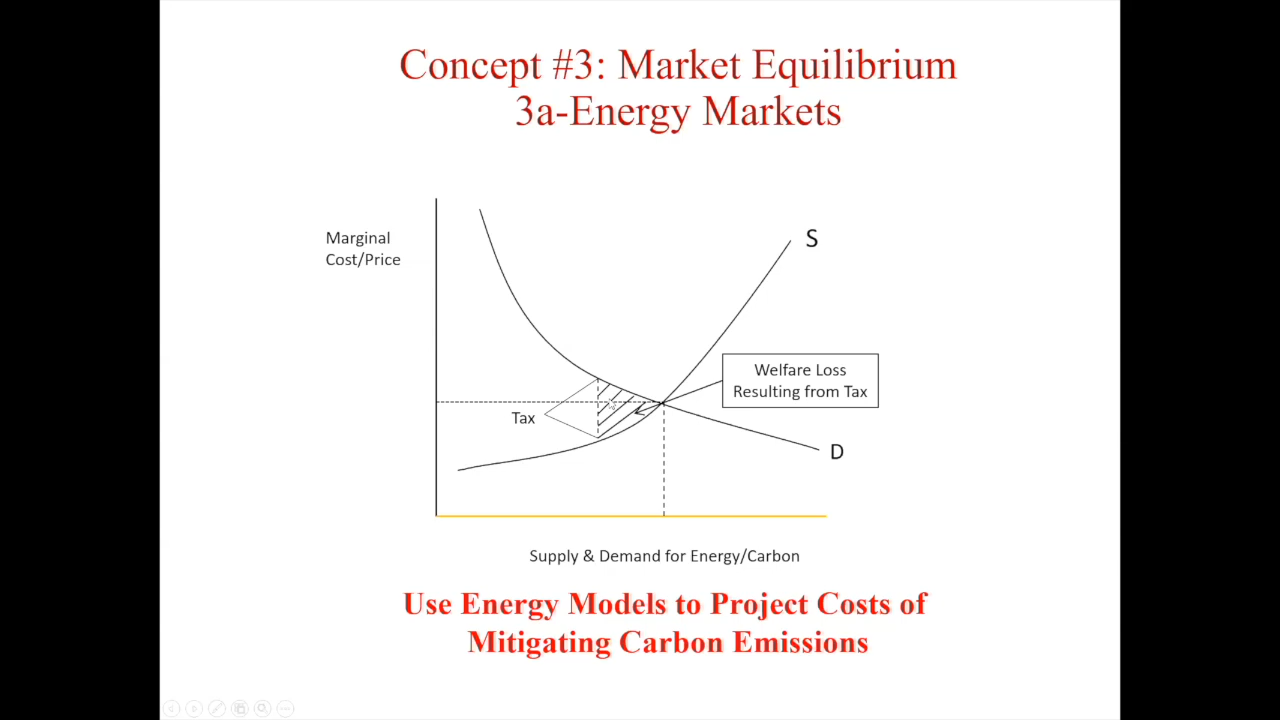 Concept #3: Market Equilibrium
3a-Energy Markets
Marginal
Cost/Price
S
Welfare Loss
Resulting from Tax
Tax
D
Supply & Demand for Energy/Carbon
Use Energy Models to Project Costs of
Mitigating Carbon Emissions